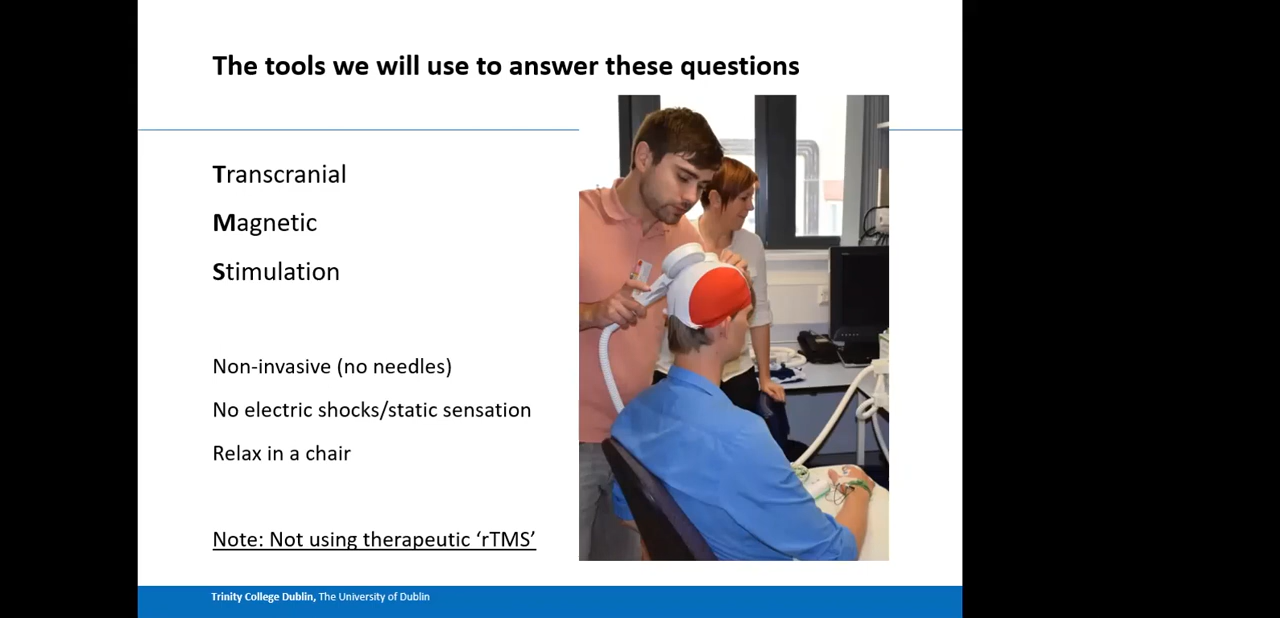 The tools we will use to answer these questions
Transcranial
Magnetic
Stimulation
Non-invasive (no needles)
No electric shocks/static sensation
Relax in a chair
Note: Not using therapeutic ‘rTMS’
Trinity College Dublin, The University of Dublin